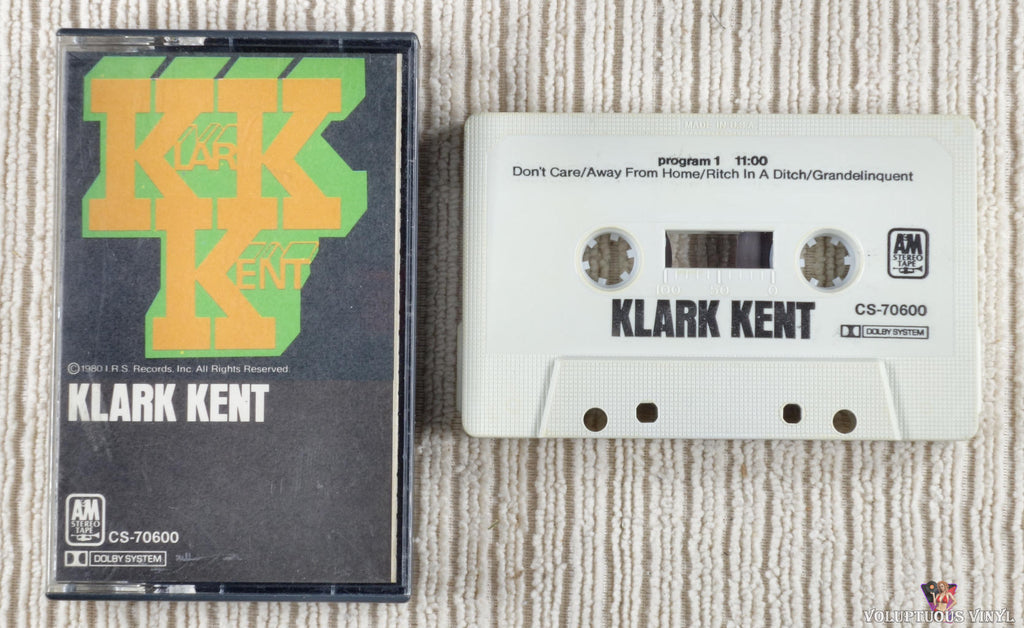 KLARK
KENT
©1980 I.R.S. Records, Inc. All Rights Reserved.
KLARK KENT
A&M
STEREO
TAPE
CS-70600
DOLBY SYSTEM
MADE IN U.S.A.
program 1 11:00
Don't Care/Away From Home/Ritch In A Ditch/Grandelinquent
A&M
STEREO
TAPE
100 50 0
KLARK KENT
CS-70600
DOLBY SYSTEM
VOLUPTUOUS VINYL